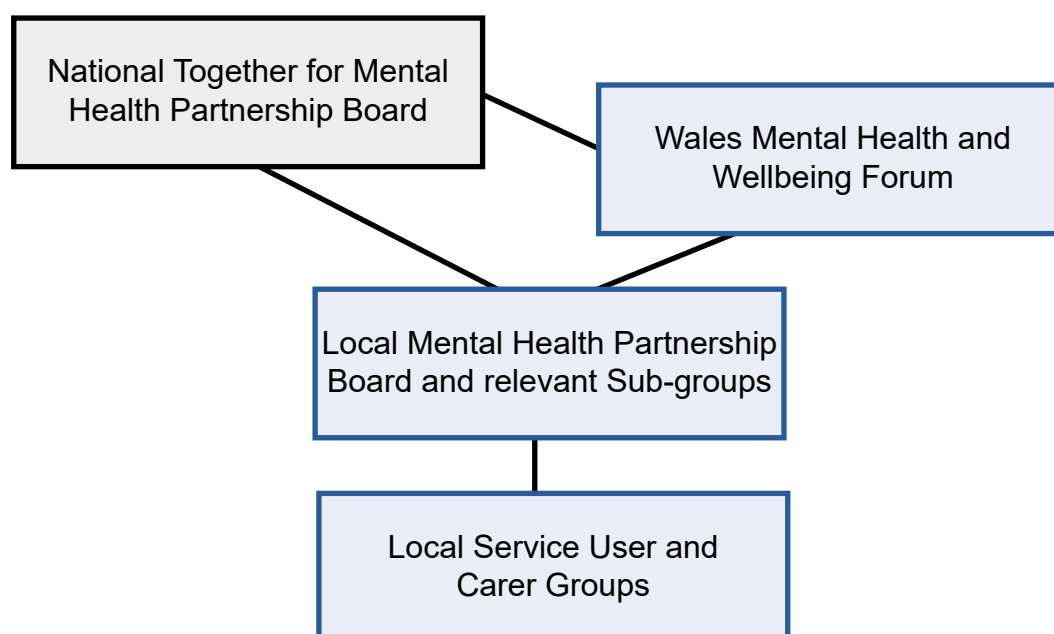 National Together for Mental
Health Partnership Board
Wales Mental Health and
Wellbeing Forum
Local Mental Health Partnership
Board and relevant Sub-groups
Local Service User and
Carer Groups